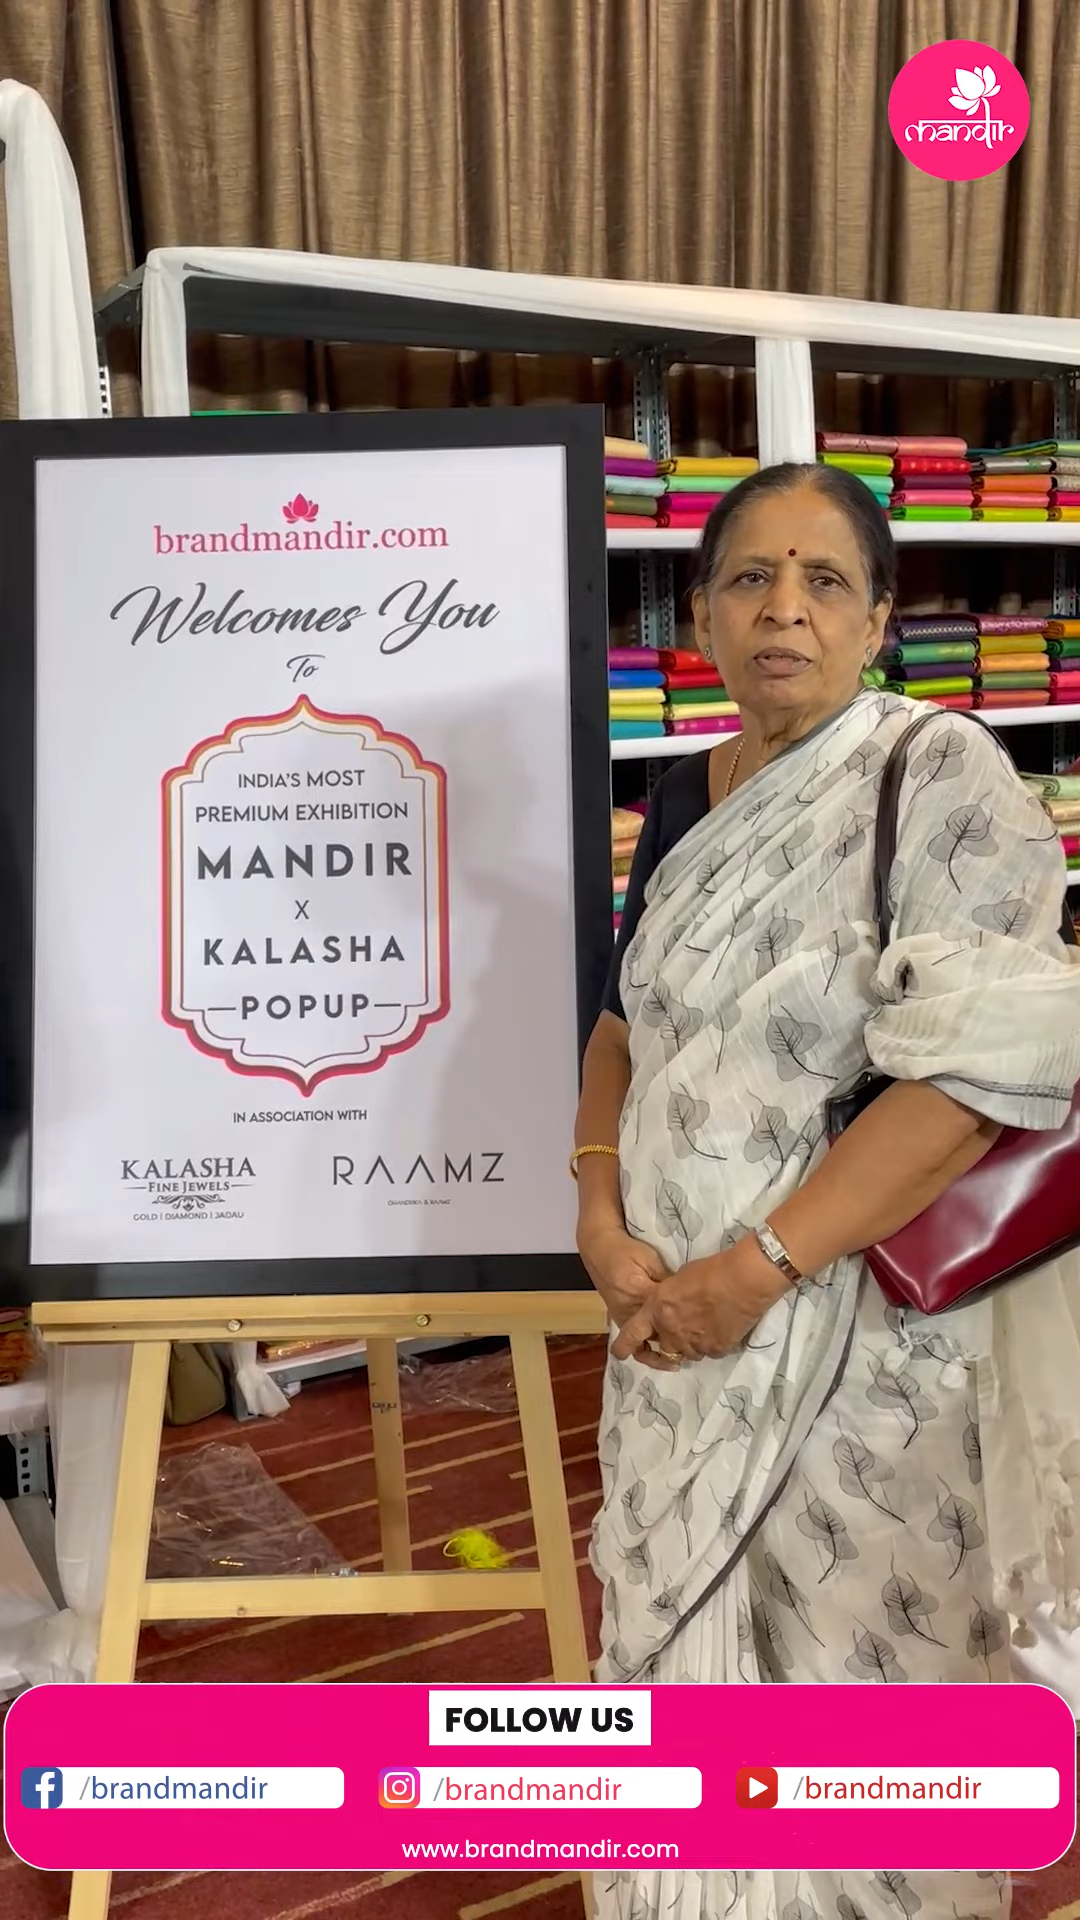 mandir
brandmandir.com
Welcomes You
To
INDIA'S MOST
PREMIUM EXHIBITION
MANDIR
X
KALASHA
POPUP
IN ASSOCIATION WITH
KALASHA
FINE JEWELS
GOLD | DIAMOND | JADAU
RAAMZ
FOLLOW US
/brandmandir
/brandmandir
/brandmandir
www.brandmandir.com